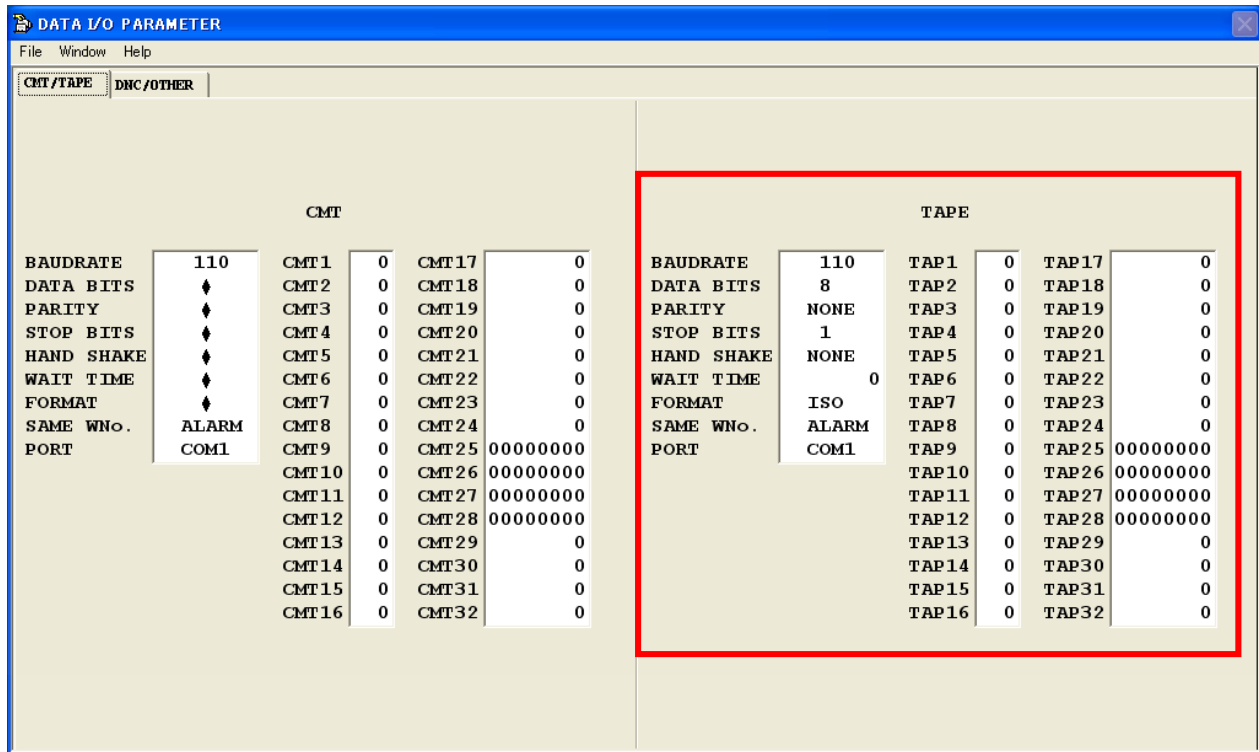 DATA I/O PARAMETER
File Window Help
CMT/TAPE DNC/OTHER
CMT
BAUDRATE 110 CMT1 0 CMT17 0
DATA BITS ♦ CMT2 0 CMT18 0
PARITY ♦ CMT3 0 CMT19 0
STOP BITS ♦ CMT4 0 CMT20 0
HAND SHAKE ♦ CMT5 0 CMT21 0
WAIT TIME ♦ CMT6 0 CMT22 0
FORMAT ♦ CMT7 0 CMT23 0
SAME WNo. ALARM CMT8 0 CMT24 0
PORT COM1 CMT9 0 CMT25 00000000
CMT10 0 CMT26 00000000
CMT11 0 CMT27 00000000
CMT12 0 CMT28 00000000
CMT13 0 CMT29 0
CMT14 0 CMT30 0
CMT15 0 CMT31 0
CMT16 0 CMT32 0
TAPE
BAUDRATE 110 TAP1 0 TAP17 0
DATA BITS 8 TAP2 0 TAP18 0
PARITY NONE TAP3 0 TAP19 0
STOP BITS 1 TAP4 0 TAP20 0
HAND SHAKE NONE TAP5 0 TAP21 0
WAIT TIME 0 TAP6 0 TAP22 0
FORMAT ISO TAP7 0 TAP23 0
SAME WNo. ALARM TAP8 0 TAP24 0
PORT COM1 TAP9 0 TAP25 00000000
TAP10 0 TAP26 00000000
TAP11 0 TAP27 00000000
TAP12 0 TAP28 00000000
TAP13 0 TAP29 0
TAP14 0 TAP30 0
TAP15 0 TAP31 0
TAP16 0 TAP32 0